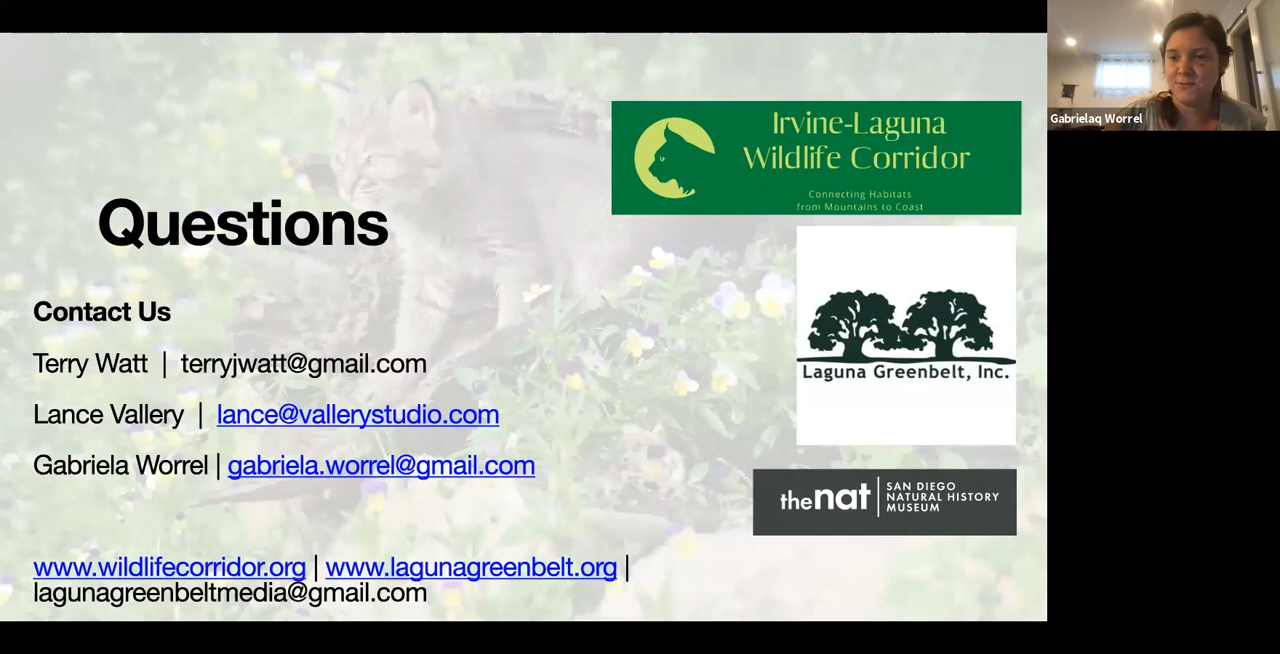 Questions
Contact Us
Terry Watt | terryjwatt@gmail.com
Lance Vallery | lance@vallerystudio.com
Gabriela Worrel | gabriela.worrel@gmail.com
www.wildlifecorridor.org | www.lagunagreenbelt.org |
lagunagreenbeltmedia@gmail.com
Irvine-Laguna
Wildlife Corridor
Connecting Habitats
from Mountains to Coast
Laguna Greenbelt, Inc.
thenat
SAN DIEGO
NATURAL HISTORY
MUSEUM
Gabrielaq Worrel